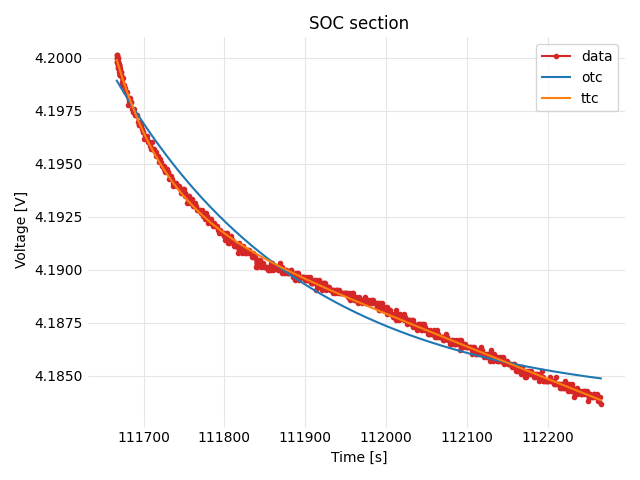 SOC section
4.2000
4.1975
4.1950
4.1925
4.1900
4.1875
4.1850
Voltage [V]
data
otc
ttc
111700 111800 111900 112000 112100 112200
Time [s]